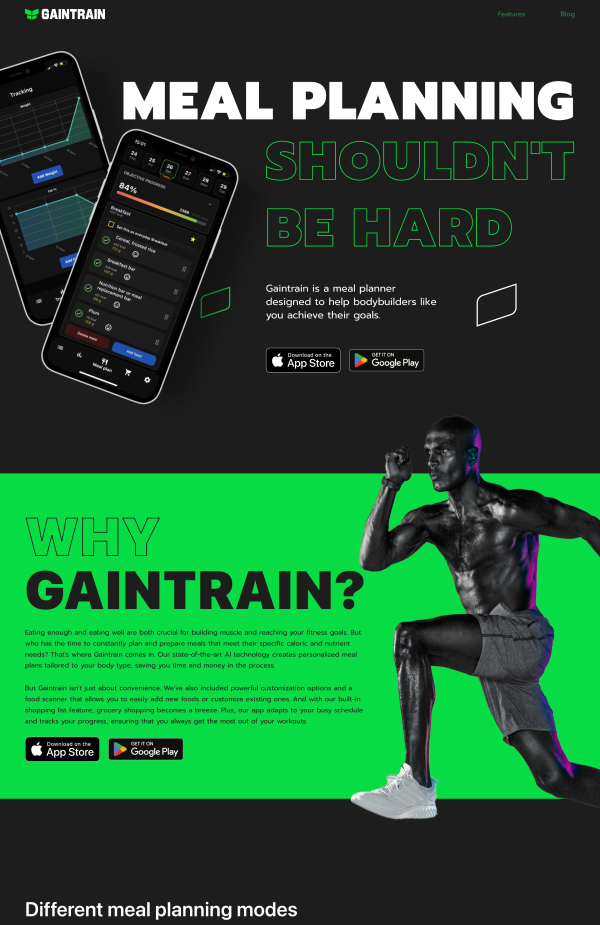 GAINTRAIN
Features
Blog
MEAL PLANNING
SHOULDN'T
BE HARD
Tracking
Weight
Add Weight
15:01
24
25
26
27
28
29
OBJECTIVE PROGRESS
84%
Breakfast
Set this as everyday Breakfast
Cereal, frosted rice
Breakfast bar
Nutrition bar or meal
replacement bar
Plum
Delete meal
Add food
Meal plan
Gaintrain is a meal planner
designed to help bodybuilders like
you achieve their goals.
Download on the
App Store
GET IT ON
Google Play
WHY
GAINTRAIN?
Eating enough and eating well are both crucial for building muscle and reaching your fitness goals. But
who has the time to constantly plan and prepare meals that meet their specific caloric and nutrient
needs? That's where Gaintrain comes in. Our state-of-the-art AI technology creates personalized meal
plans tailored to your body type, saving you time and money in the process.
But Gaintrain isn't just about convenience. We've also included powerful customization options and a
food scanner that allows you to easily add new foods or customize existing ones. And with our built-in
shopping list feature, grocery shopping becomes a breeze. Plus, our app adapts to your busy schedule
and tracks your progress, ensuring that you always get the most out of your workouts.
Download on the
App Store
GET IT ON
Google Play
Different meal planning modes